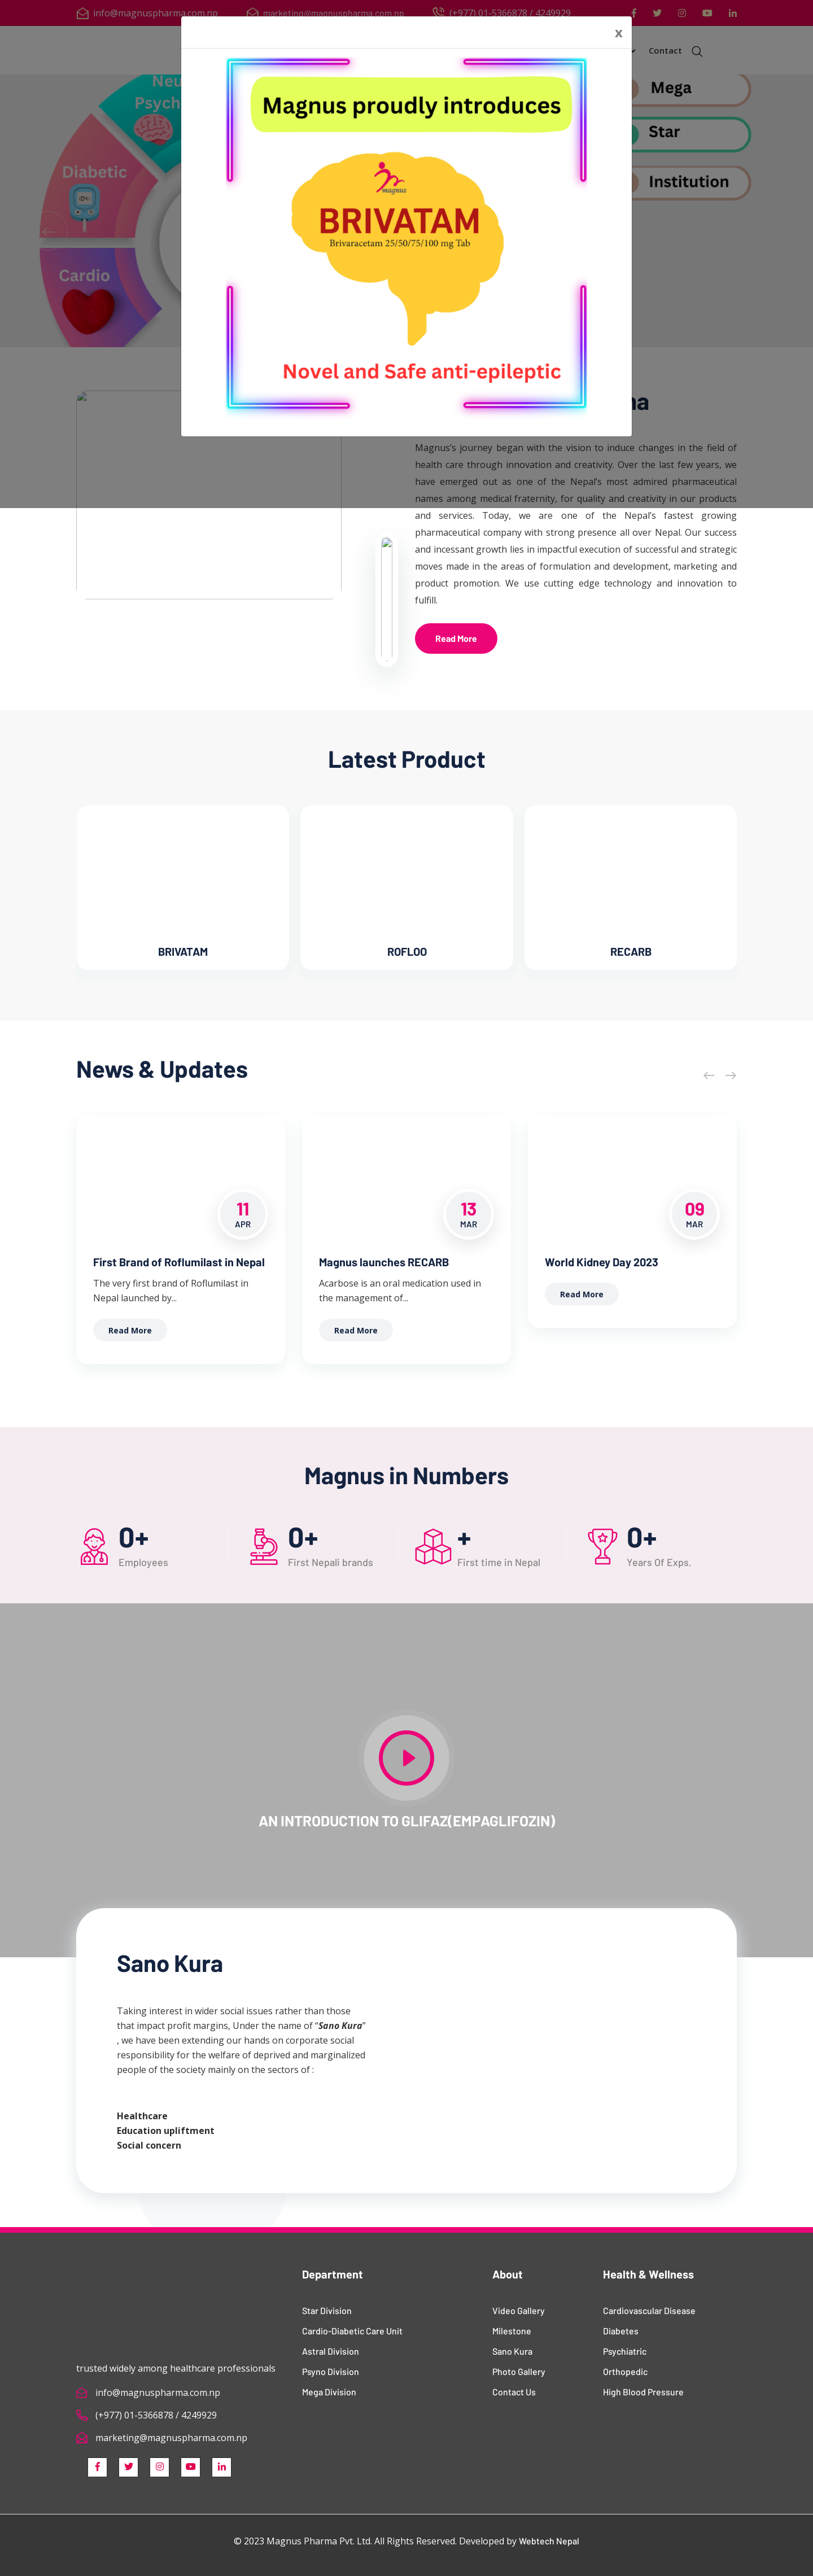 info@magnuspharma.com.np
marketing@magnuspharma.com.np
(+977) 01-5366878 / 4249929
x
Contact
Magnus proudly introduces
magnus
BRIVATAM
Brivaracetam 25/50/75/100 mg Tab
Novel and Safe anti-epileptic
Diabetic
Cardio
Mega
Star
Institution
Magnus's journey began with the vision to induce changes in the field of
health care through innovation and creativity. Over the last few years, we
have emerged out as one of the Nepal's most admired pharmaceutical
names among medical fraternity, for quality and creativity in our products
and services. Today, we are one of the Nepal's fastest growing
pharmaceutical company with strong presence all over Nepal. Our success
and incessant growth lies in impactful execution of successful and strategic
moves made in the areas of formulation and development, marketing and
product promotion. We use cutting edge technology and innovation to
fulfill.
Read More
Latest Product
BRIVATAM
ROFLOO
RECARB
News & Updates
11
APR
First Brand of Roflumilast in Nepal
The very first brand of Roflumilast in
Nepal launched by...
Read More
13
MAR
Magnus launches RECARB
Acarbose is an oral medication used in
the management of...
Read More
09
MAR
World Kidney Day 2023
Read More
Magnus in Numbers
0+
Employees
0+
First Nepali brands
+
First time in Nepal
0+
Years Of Exps.
AN INTRODUCTION TO GLIFAZ(EMPAGLIFOZIN)
Sano Kura
Taking interest in wider social issues rather than those
that impact profit margins, Under the name of "Sano Kura"
, we have been extending our hands on corporate social
responsibility for the welfare of deprived and marginalized
people of the society mainly on the sectors of :
Healthcare
Education upliftment
Social concern
trusted widely among healthcare professionals
info@magnuspharma.com.np
(+977) 01-5366878 / 4249929
marketing@magnuspharma.com.np
Department
Star Division
Cardio-Diabetic Care Unit
Astral Division
Psyno Division
Mega Division
About
Video Gallery
Milestone
Sano Kura
Photo Gallery
Contact Us
Health & Wellness
Cardiovascular Disease
Diabetes
Psychiatric
Orthopedic
High Blood Pressure
© 2023 Magnus Pharma Pvt. Ltd. All Rights Reserved. Developed by Webtech Nepal